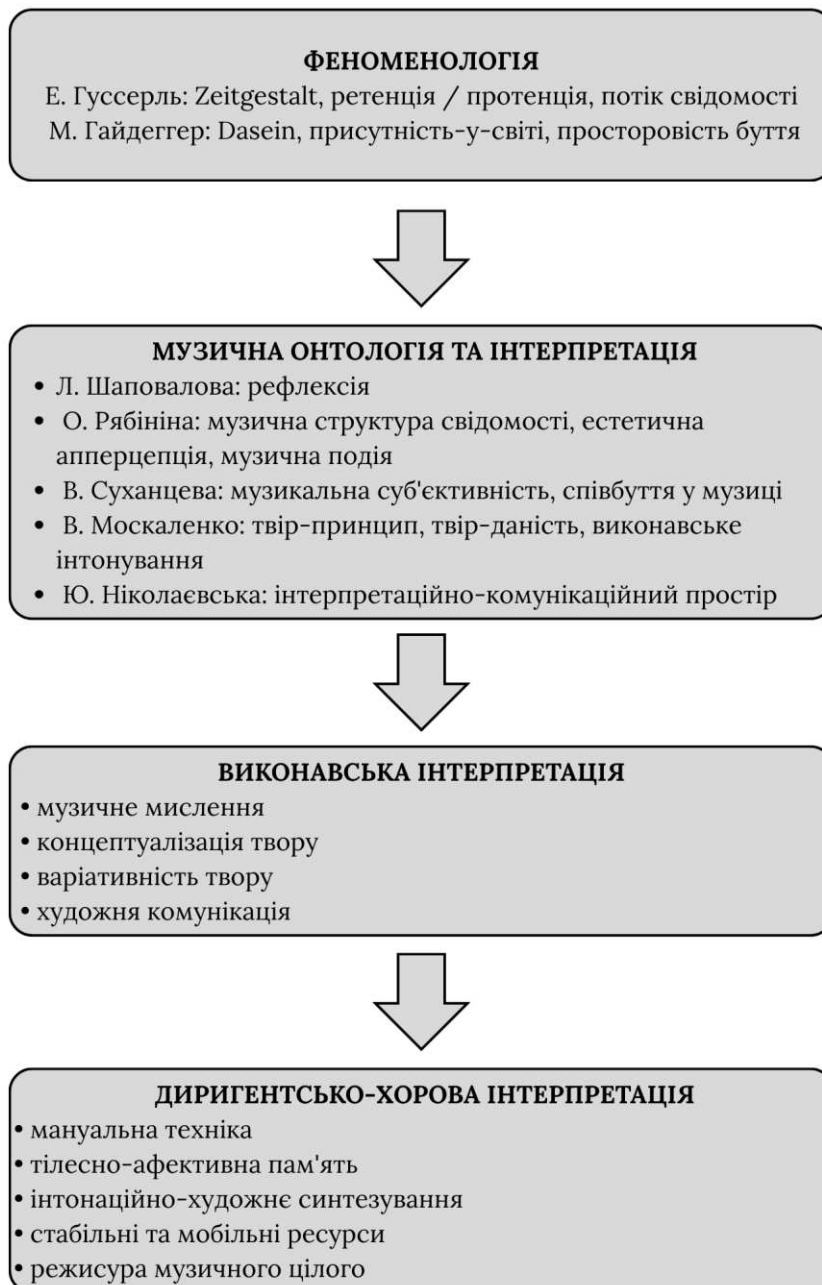 ФЕНОМЕНОЛОГІЯ
Е. Гуссерль: Zeitgestalt, ретенція / протенція, потік свідомості
М. Гайдеггер: Dasein, присутність-у-світі, просторовість буття
МУЗИЧНА ОНТОЛОГІЯ ТА ІНТЕРПРЕТАЦІЯ
• Л. Шаповалова: рефлексія
• О. Рябініна: музична структура свідомості, естетична
апперцепція, музична подія
• В. Суханцева: музикальна суб'єктивність, співбуття у музиці
• В. Москаленко: твір-принцип, твір-даність, виконавське
інтонування
• Ю. Ніколаєвська: інтерпретаційно-комунікаційний простір
ВИКОНАВСЬКА ІНТЕРПРЕТАЦІЯ
• музичне мислення
• концептуалізація твору
• варіативність твору
• художня комунікація
ДИРИГЕНТСЬКО-ХОРОВА ІНТЕРПРЕТАЦІЯ
• мануальна техніка
• тілесно-афективна пам'ять
• інтонаційно-художнє синтезування
• стабільні та мобільні ресурси
• режисура музичного цілого